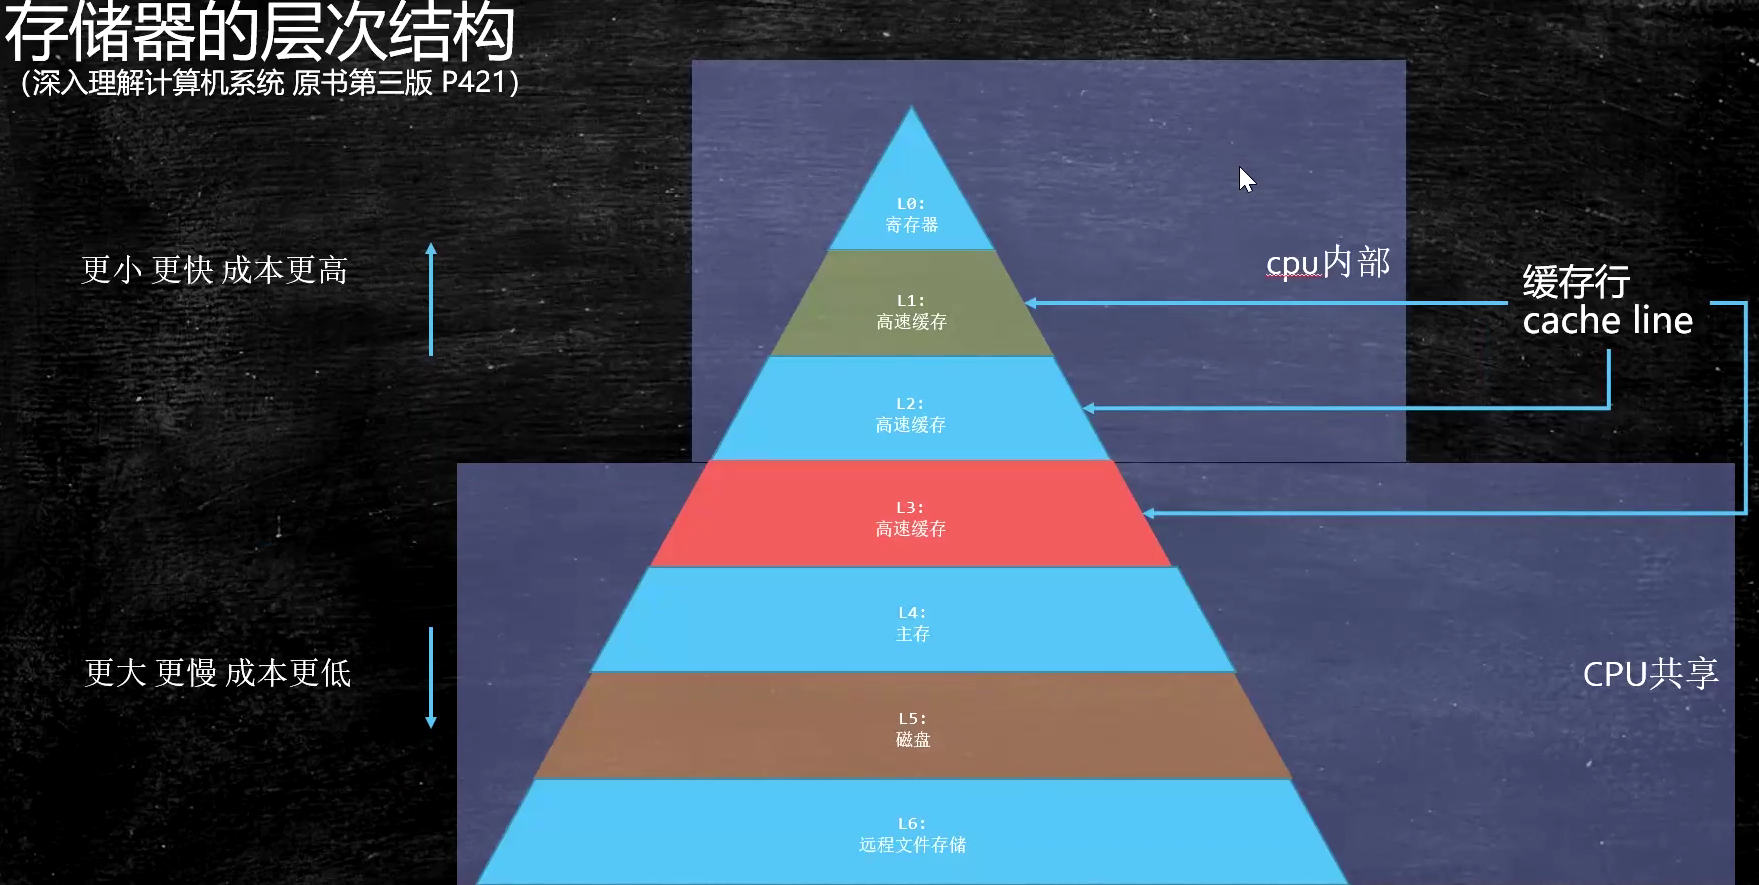 存储器的层次结构
（深入理解计算机系统 原书第三版 P421）
L0:
寄存器
更小 更快 成本更高
cpu内部
缓存行
cache line
L1:
高速缓存
L2:
高速缓存
L3:
高速缓存
L4:
主存
更大 更慢 成本更低
CPU共享
L5:
磁盘
L6:
远程文件存储